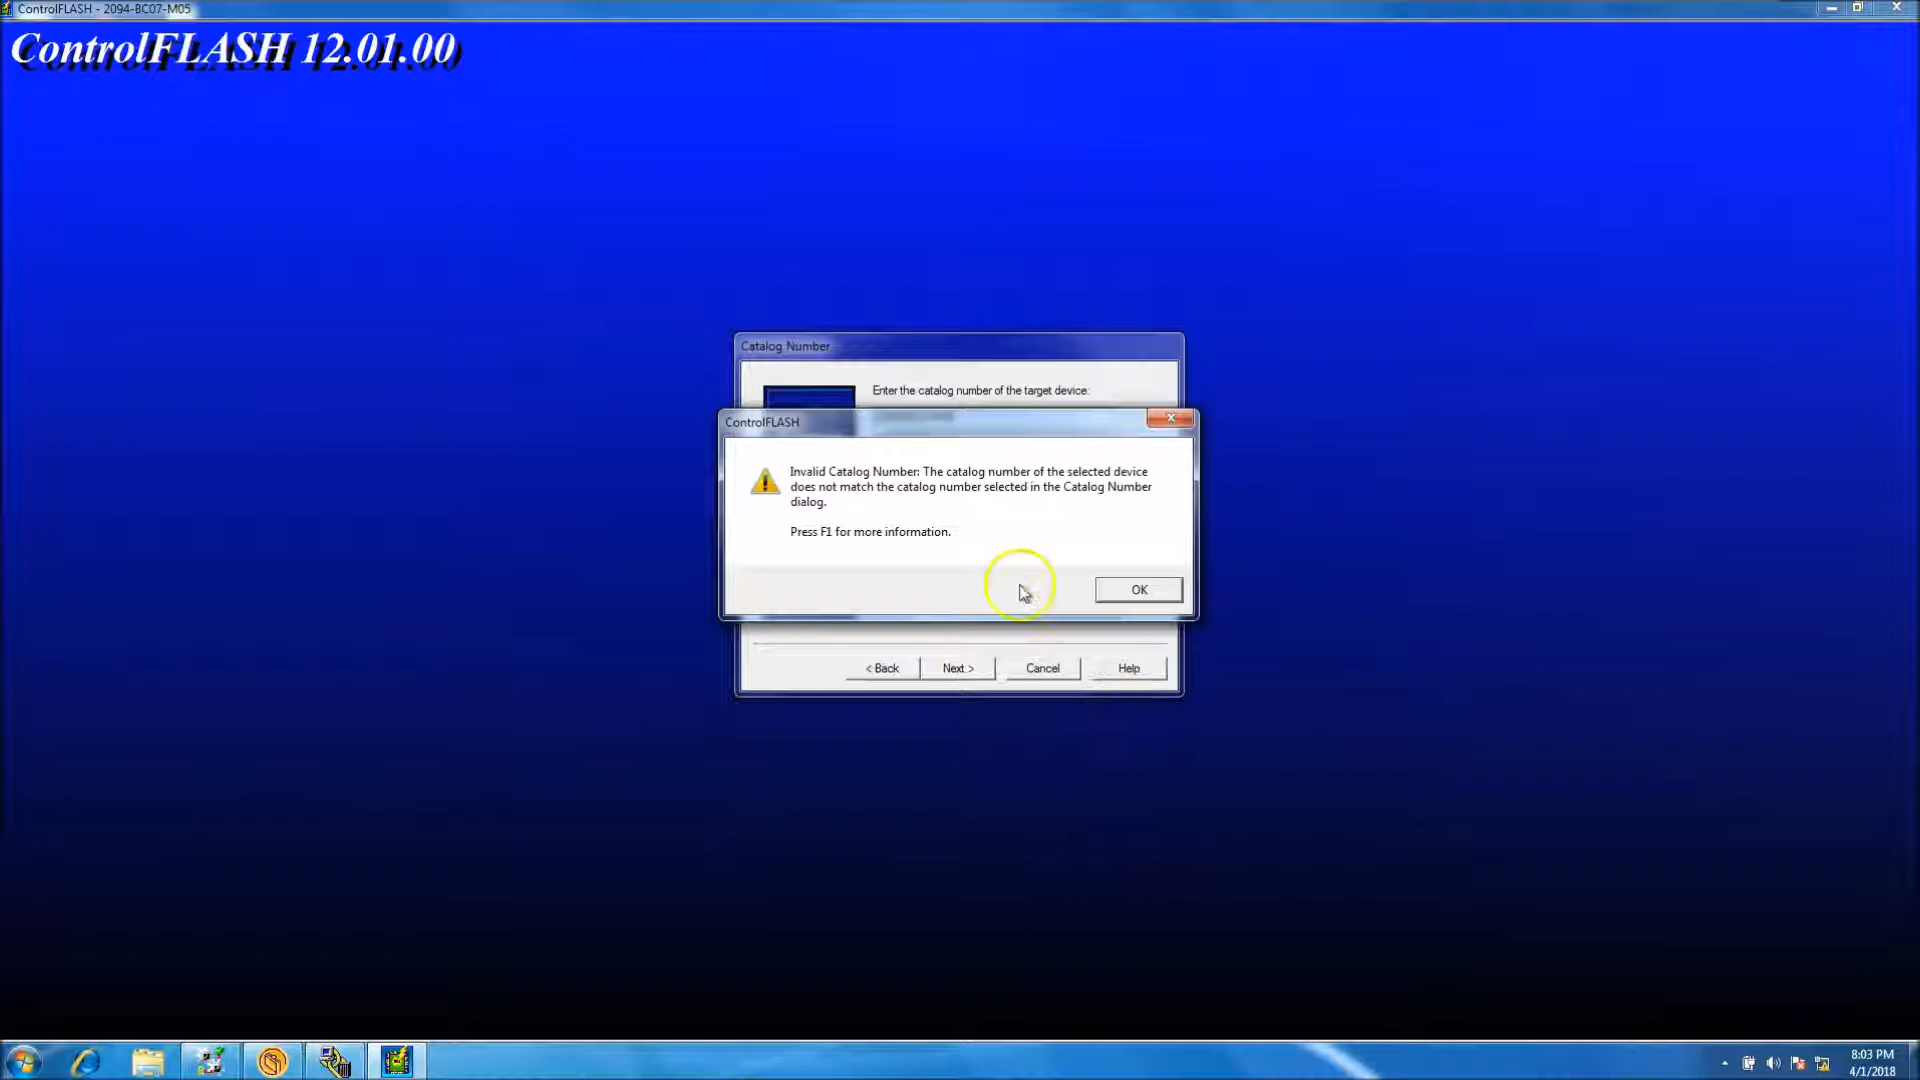 ControlFLASH - 2094-BC07-M05
ControlFLASH 12.01.00
Catalog Number
Enter the catalog number of the target device:
ControlFLASH
Invalid Catalog Number: The catalog number of the selected device
does not match the catalog number selected in the Catalog Number
dialog.
Press F1 for more information.
OK
< Back
Next >
Cancel
Help
8:03 PM
4/1/2018